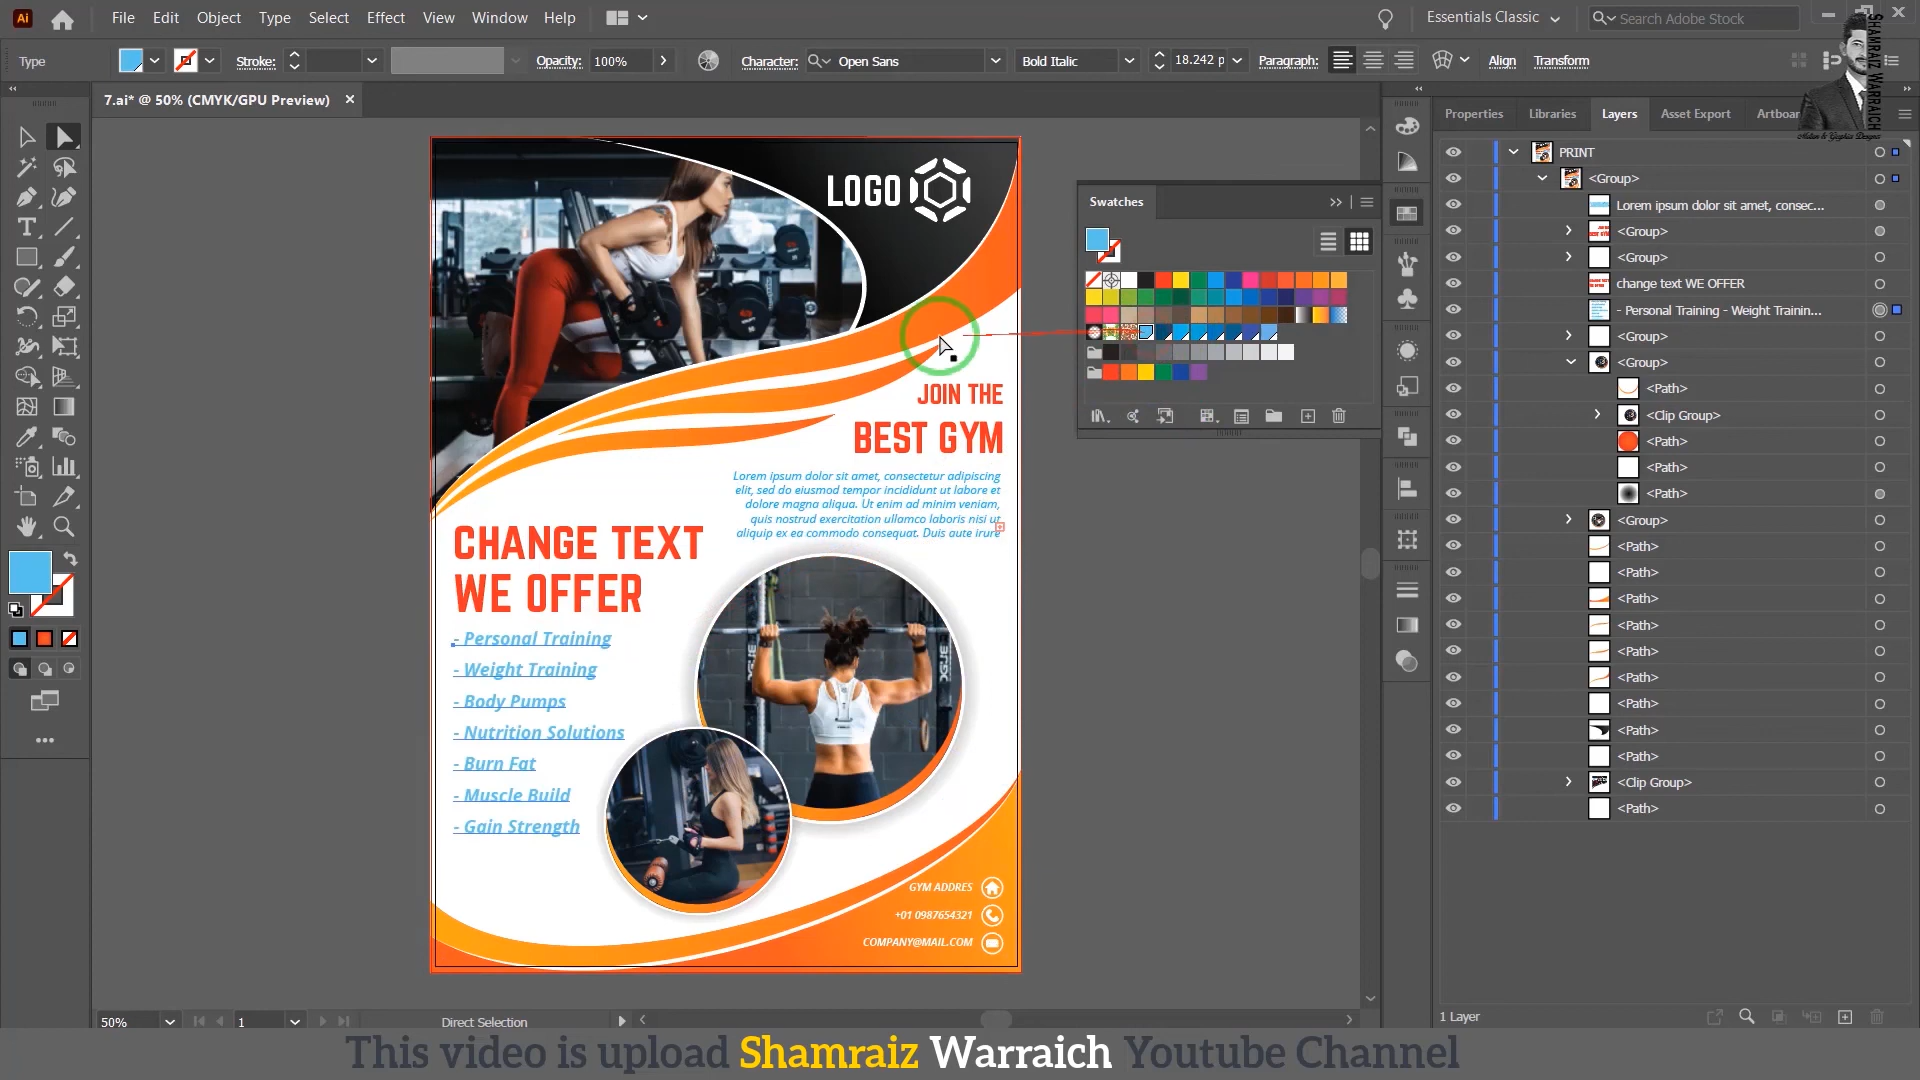 Ai File Edit Object Type Select Effect View Window Help Essentials Classic Search Adobe Stock
Type Stroke: Opacity: 100% Character: Open Sans Bold Italic 18.242 p Paragraph: Align Transform
7.ai* @ 50% (CMYK/GPU Preview)
SHAMRAIZ WARRAICH
Properties Libraries Layers Asset Export Artboar
LOGO
Swatches
JOIN THE
BEST GYM
Lorem ipsum dolor sit amet, consectetur adipiscing
elit, sed do eiusmod tempor incididunt ut labore et
dolore magna aliqua. Ut enim ad minim veniam,
quis nostrud exercitation ullamco laboris nisi ut
aliquip ex ea commodo consequat. Duis aute irure
CHANGE TEXT
WE OFFER
- Personal Training
- Weight Training
- Body Pumps
- Nutrition Solutions
- Burn Fat
- Muscle Build
- Gain Strength
GYM ADDRES
+01 0987654321
COMPANY@MAIL.COM
PRINT
<Group>
Lorem ipsum dolor sit amet, consec...
<Group>
<Group>
change text WE OFFER
- Personal Training - Weight Trainin...
<Group>
<Group>
<Path>
<Clip Group>
<Path>
<Path>
<Path>
<Group>
<Path>
<Path>
<Path>
<Path>
<Path>
<Path>
<Path>
<Path>
<Path>
<Clip Group>
<Path>
50% 1 Direct Selection
1 Layer
This video is upload Shamraiz Warraich Youtube Channel